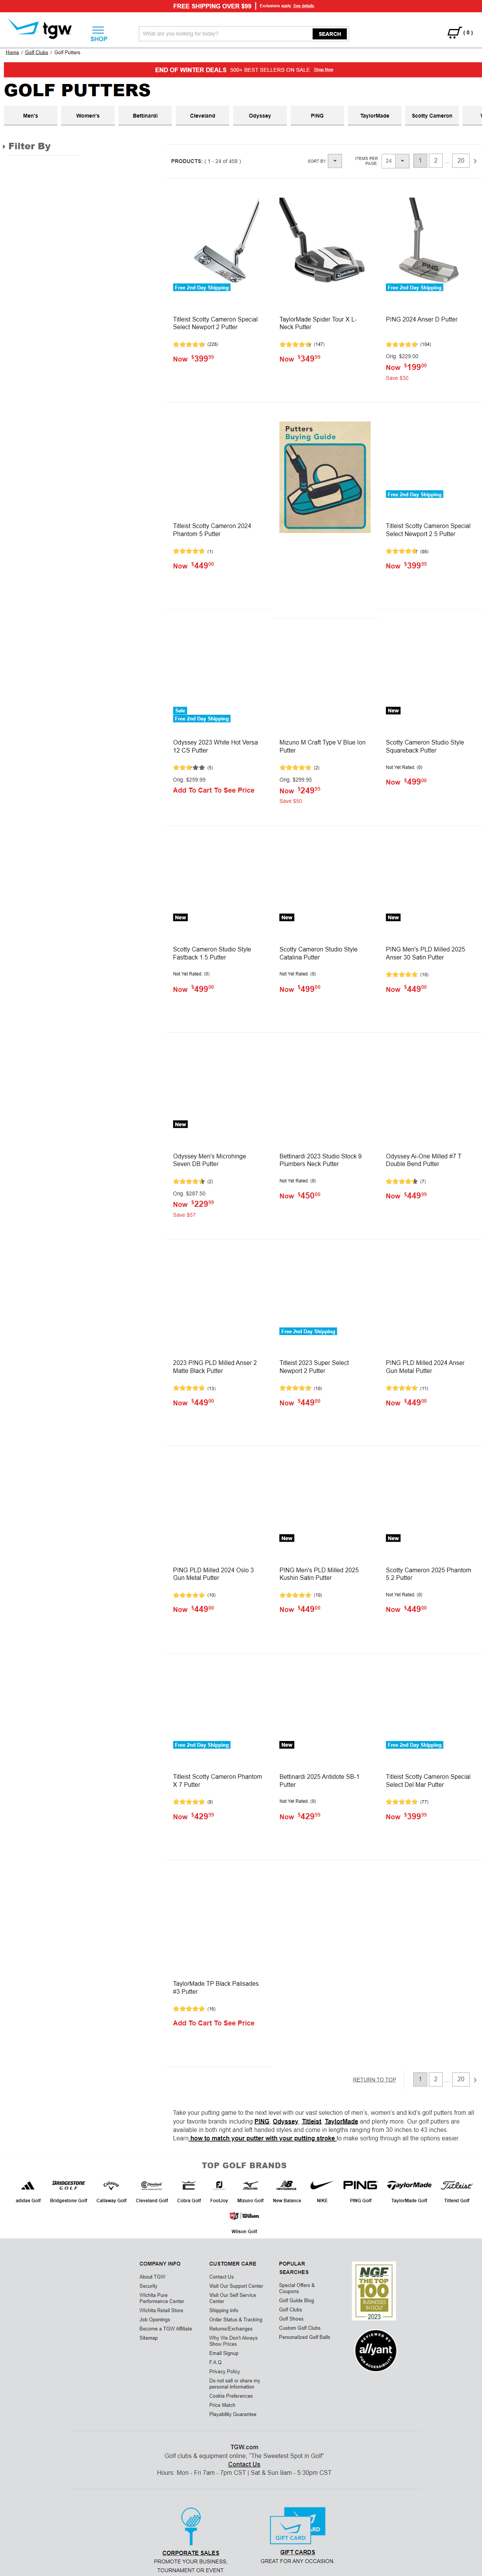 FREE SHIPPING OVER $99 | Exclusions apply. See details.
tgw
SHOP
What are you looking for today?
SEARCH
( 0 )
Home / Golf Clubs / Golf Putters
END OF WINTER DEALS 500+ BEST SELLERS ON SALE Shop Now
GOLF PUTTERS
Men's Women's Bettinardi Cleveland Odyssey PING TaylorMade Scotty Cameron
Filter By
PRODUCTS: ( 1 - 24 of 458 )
SORT BY:
ITEMS PER PAGE: 24
1 2 ... 20
Free 2nd Day Shipping
Titleist Scotty Cameron Special
Select Newport 2 Putter
(226)
Now $399.99
TaylorMade Spider Tour X L-
Neck Putter
(147)
Now $349.99
Free 2nd Day Shipping
PING 2024 Anser D Putter
(104)
Orig. $229.00
Now $199.00
Save $30
Titleist Scotty Cameron 2024
Phantom 5 Putter
(1)
Now $449.00
Putters
Buying Guide
Free 2nd Day Shipping
Titleist Scotty Cameron Special
Select Newport 2.5 Putter
(88)
Now $399.99
Sale
Free 2nd Day Shipping
Odyssey 2023 White Hot Versa
12 CS Putter
(5)
Orig. $259.99
Add To Cart To See Price
Mizuno M Craft Type V Blue Ion
Putter
(2)
Orig. $299.95
Now $249.95
Save $50
New
Scotty Cameron Studio Style
Squareback Putter
Not Yet Rated. (0)
Now $499.00
New
Scotty Cameron Studio Style
Fastback 1.5 Putter
Not Yet Rated. (0)
Now $499.00
New
Scotty Cameron Studio Style
Catalina Putter
Not Yet Rated. (0)
Now $499.00
New
PING Men's PLD Milled 2025
Anser 30 Satin Putter
(10)
Now $449.00
New
Odyssey Men's Microhinge
Seven DB Putter
(2)
Orig. $287.50
Now $229.99
Save $57
Bettinardi 2023 Studio Stock 9
Plumbers Neck Putter
Not Yet Rated. (0)
Now $450.00
Odyssey Ai-One Milled #7 T
Double Bend Putter
(7)
Now $449.99
2023 PING PLD Milled Anser 2
Matte Black Putter
(13)
Now $449.00
Free 2nd Day Shipping
Titleist 2023 Super Select
Newport 2 Putter
(10)
Now $449.00
PING PLD Milled 2024 Anser
Gun Metal Putter
(11)
Now $449.00
PING PLD Milled 2024 Oslo 3
Gun Metal Putter
(10)
Now $449.00
New
PING Men's PLD Milled 2025
Kushin Satin Putter
(10)
Now $449.00
New
Scotty Cameron 2025 Phantom
5.2 Putter
Not Yet Rated. (0)
Now $449.00
Free 2nd Day Shipping
Titleist Scotty Cameron Phantom
X 7 Putter
(9)
Now $429.99
New
Bettinardi 2025 Antidote SB-1
Putter
Not Yet Rated. (0)
Now $429.99
Free 2nd Day Shipping
Titleist Scotty Cameron Special
Select Del Mar Putter
(77)
Now $399.99
TaylorMade TP Black Palisades
#3 Putter
(16)
Add To Cart To See Price
RETURN TO TOP
1 2 ... 20
Take your putting game to the next level with our vast selection of men's, women's and kid's golf putters from all
your favorite brands including PING, Odyssey, Titleist, TaylorMade and plenty more. Our golf putters are
available in both right and left handed styles and come in lengths ranging from 30 inches to 43 inches.
Learn how to match your putter with your putting stroke to make sorting through all the options easier.
TOP GOLF BRANDS
adidas Golf Bridgestone Golf Callaway Golf Cleveland Golf Cobra Golf FootJoy Mizuno Golf New Balance NIKE PING Golf TaylorMade Golf Titleist Golf
Wilson
Wilson Golf
COMPANY INFO
About TGW
Security
Wichita Pure
Performance Center
Wichita Retail Store
Job Openings
Become a TGW Affiliate
Sitemap
CUSTOMER CARE
Contact Us
Visit Our Support Center
Visit Our Self Service
Center
Shipping Info
Order Status & Tracking
Returns/Exchanges
Why We Don't Always
Show Prices
Email Signup
F.A.Q.
Privacy Policy
Do not sell or share my
personal information
Cookie Preferences
Price Match
Playability Guarantee
POPULAR
SEARCHES
Special Offers &
Coupons
Golf Guide Blog
Golf Clubs
Golf Shoes
Custom Golf Clubs
Personalized Golf Balls
NGF
THE TOP
100
BUSINESSES
IN GOLF
2023
REVIEWED BY
allyant
FOR ACCESSIBILITY
TGW.com
Golf clubs & equipment online, "The Sweetest Spot in Golf"
Contact Us
Hours: Mon - Fri 7am - 7pm CST | Sat & Sun 9am - 5:30pm CST
CORPORATE SALES
PROMOTE YOUR BUSINESS,
TOURNAMENT OR EVENT
GIFT CARD
GIFT CARDS
GREAT FOR ANY OCCASION.